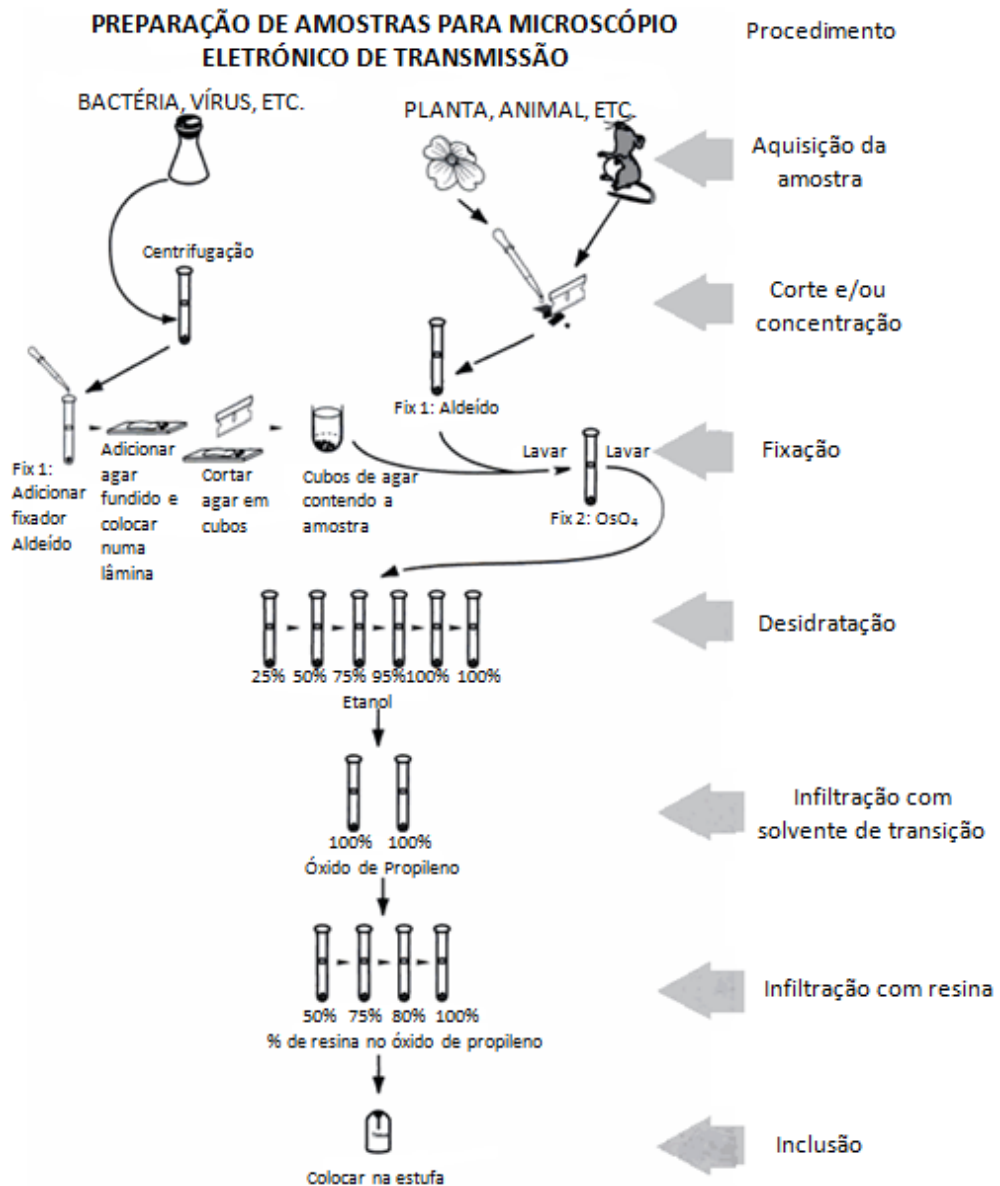 PREPARAÇÃO DE AMOSTRAS PARA MICROSCÓPIO
ELETRÓNICO DE TRANSMISSÃO
Procedimento
BACTÉRIA, VÍRUS, ETC.
PLANTA, ANIMAL, ETC.
Aquisição da
amostra
Centrifugação
Corte e/ou
concentração
Fix 1: Aldeído
Fix 1:
Adicionar
fixador
Aldeído
Adicionar
agar
fundido e
colocar
numa
lâmina
Cortar
agar em
cubos
Cubos de agar
contendo a
amostra
Lavar
Lavar
Fix 2: OsO₄
Fixação
25% 50% 75% 95% 100% 100%
Etanol
Desidratação
100% 100%
Óxido de Propileno
Infiltração com
solvente de transição
50% 75% 80% 100%
% de resina no óxido de propileno
Infiltração com resina
Colocar na estufa
Inclusão